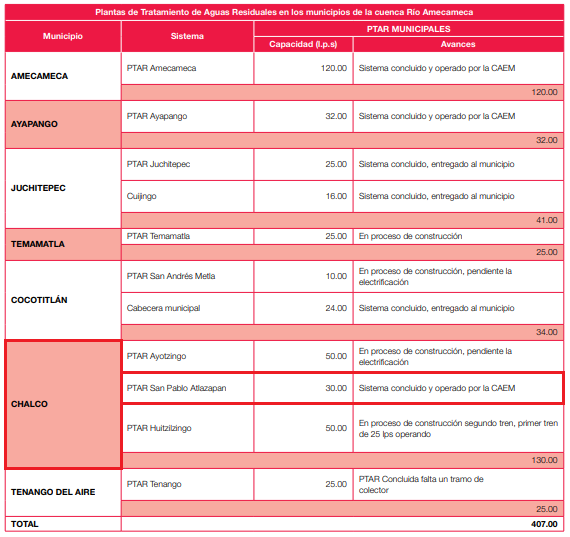 Plantas de Tratamiento de Aguas Residuales en los municipios de la cuenca Río Amecameca
Municipio Sistema PTAR MUNICIPALES
Capacidad (l.p.s) Avances
AMECAMECA
PTAR Amecameca 120.00 Sistema concluido y operado por la CAEM
120.00
AYAPANGO
PTAR Ayapango 32.00 Sistema concluido y operado por la CAEM
32.00
JUCHITEPEC
PTAR Juchitepec 25.00 Sistema concluido, entregado al municipio
Cuijingo 16.00 Sistema concluido, entregado al municipio
41.00
TEMAMATLA
PTAR Temamatla 25.00 En proceso de construcción
25.00
COCOTITLÁN
PTAR San Andrés Metla 10.00 En proceso de construcción, pendiente la
electrificación
Cabecera municipal 24.00 Sistema concluido, entregado al municipio
34.00
CHALCO
PTAR Ayotzingo 50.00 En proceso de construcción, pendiente la
electrificación
PTAR San Pablo Atlazapan 30.00 Sistema concluido y operado por la CAEM
PTAR Huitzilzingo 50.00 En proceso de construcción segundo tren, primer tren
de 25 lps operando
130.00
TENANGO DEL AIRE
PTAR Tenango 25.00 PTAR Concluida falta un tramo de
colector
25.00
TOTAL 407.00